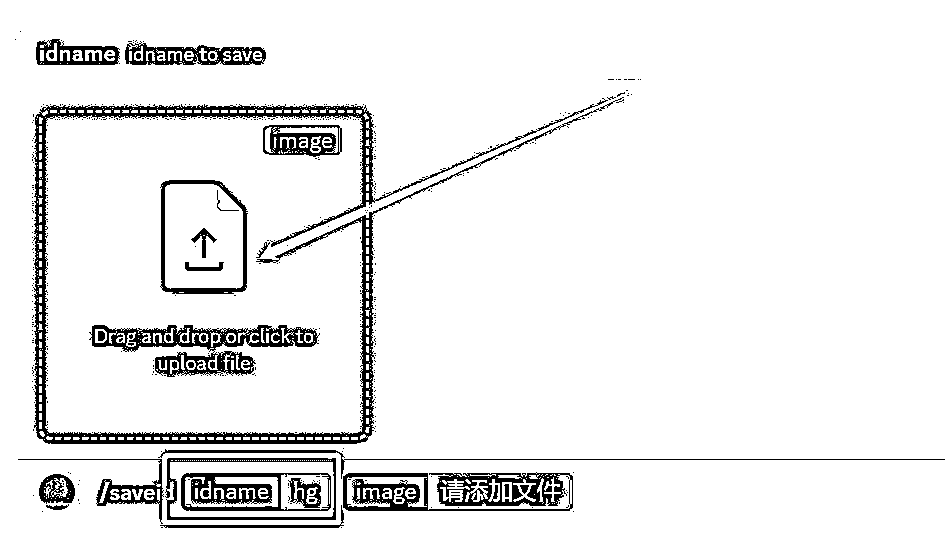 idname idname to save
image
Drag and drop or click to
upload file
/saveid idname hg image 请添加文件